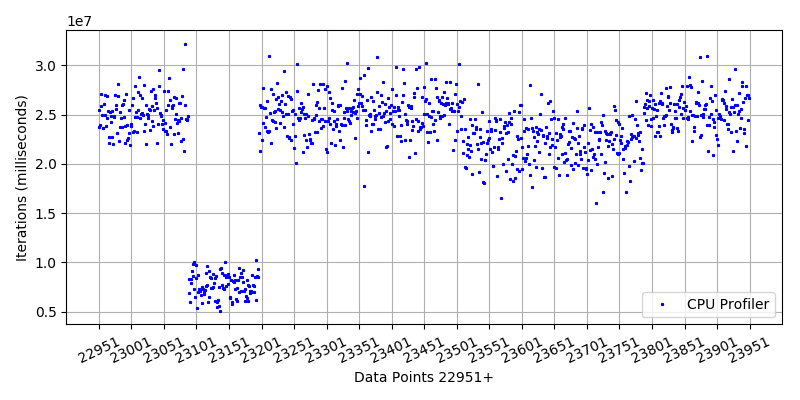 1e7
3.0
2.5
2.0
1.5
1.0
0.5
Iterations (milliseconds)
CPU Profiler
22951 23001 23051 23101 23151 23201 23251 23301 23351 23401 23451 23501 23551 23601 23651 23701 23751 23801 23851 23901 23951
Data Points 22951+